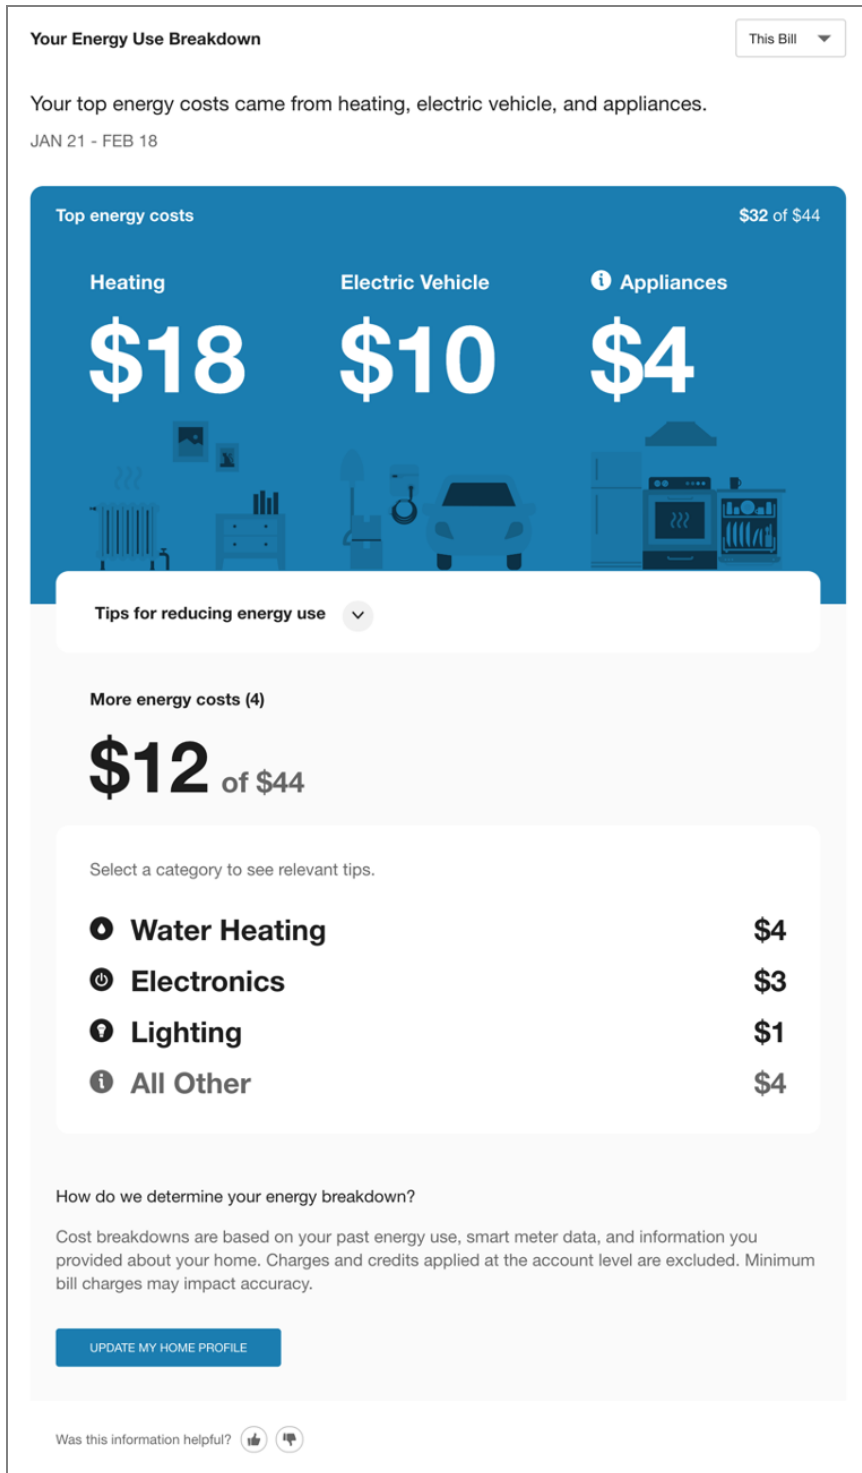 Your Energy Use Breakdown
This Bill
Your top energy costs came from heating, electric vehicle, and appliances.
JAN 21 - FEB 18
Top energy costs
$32 of $44
Heating
Electric Vehicle
Appliances
$18
$10
$4
Tips for reducing energy use
More energy costs (4)
$12 of $44
Select a category to see relevant tips.
Water Heating $4
Electronics $3
Lighting $1
All Other $4
How do we determine your energy breakdown?
Cost breakdowns are based on your past energy use, smart meter data, and information you
provided about your home. Charges and credits applied at the account level are excluded. Minimum
bill charges may impact accuracy.
UPDATE MY HOME PROFILE
Was this information helpful?